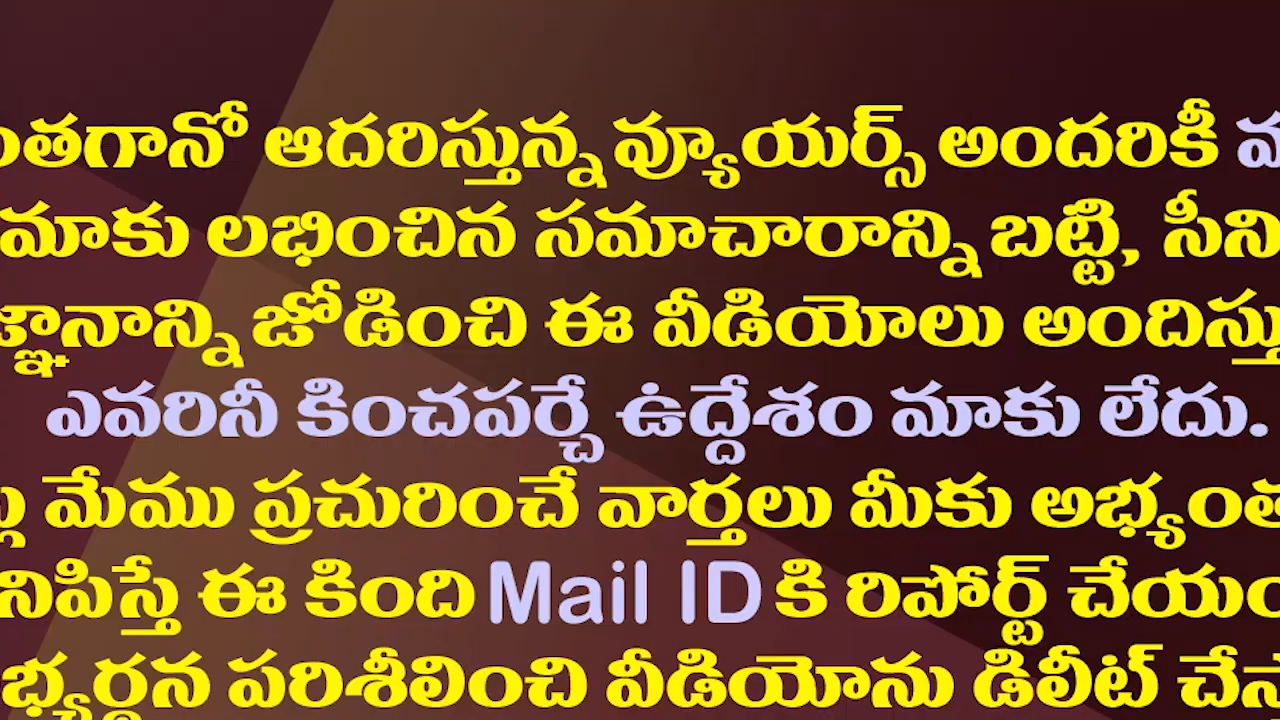 ఆదరిస్తున్న వ్యూయర్స్ అందరికీ
మాకు లభించిన సమాచారాన్ని బట్టి,
జోడించి ఈ వీడియోలు
ఎవరినీ కించపర్చే ఉద్దేశం మాకు లేదు.
మేము ప్రచురించే వార్తలు మీకు
ఈ కింది Mail ID కి రిపోర్ట్
పరిశీలించి వీడియోను డిలీట్